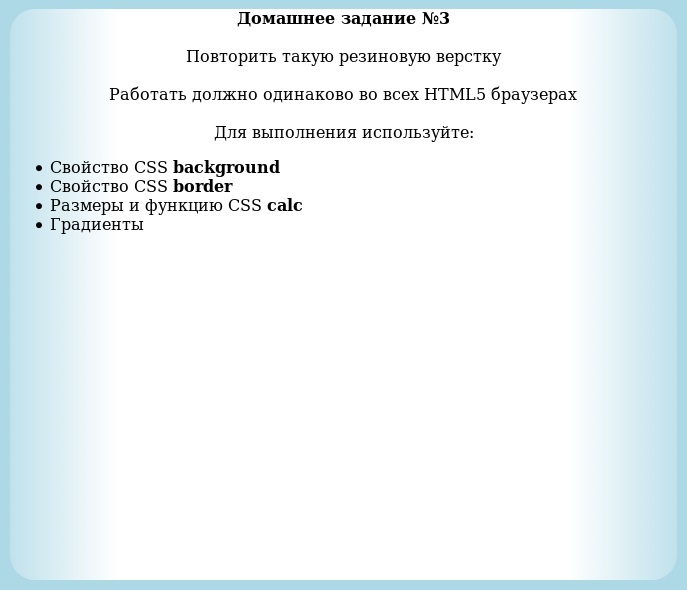 Домашнее задание №3
Повторить такую резиновую верстку
Работать должно одинаково во всех HTML5 браузерах
Для выполнения используйте:
Свойство CSS background
Свойство CSS border
Размеры и функцию CSS calc
Градиенты